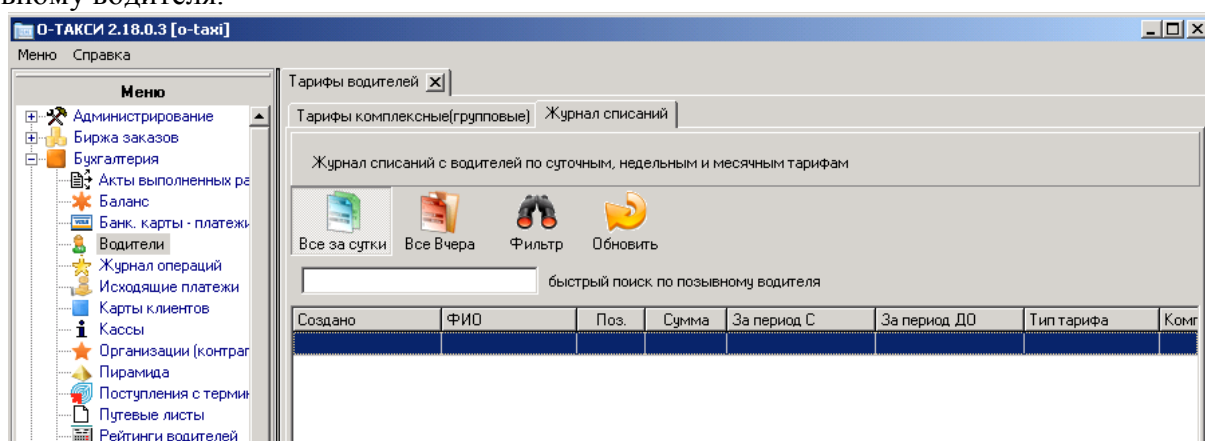 вному водителя.
О-ТАКСИ 2.18.0.3 [o-taxi]
Меню Справка
Меню
Администрирование
Биржа заказов
Бухгалтерия
Акты выполненных ра
Баланс
Банк. карты - платежи
Водители
Журнал операций
Исходящие платежи
Карты клиентов
Кассы
Организации (контраг
Пирамида
Поступления с термин
Путевые листы
Рейтинги водителей
Тарифы водителей
Тарифы комплексные(групповые) Журнал списаний
Журнал списаний с водителей по суточным, недельным и месячным тарифам
Все за сутки Все Вчера Фильтр Обновить
быстрый поиск по позывному водителя
Создано ФИО Поз. Сумма За период С За период ДО Тип тарифа Комп